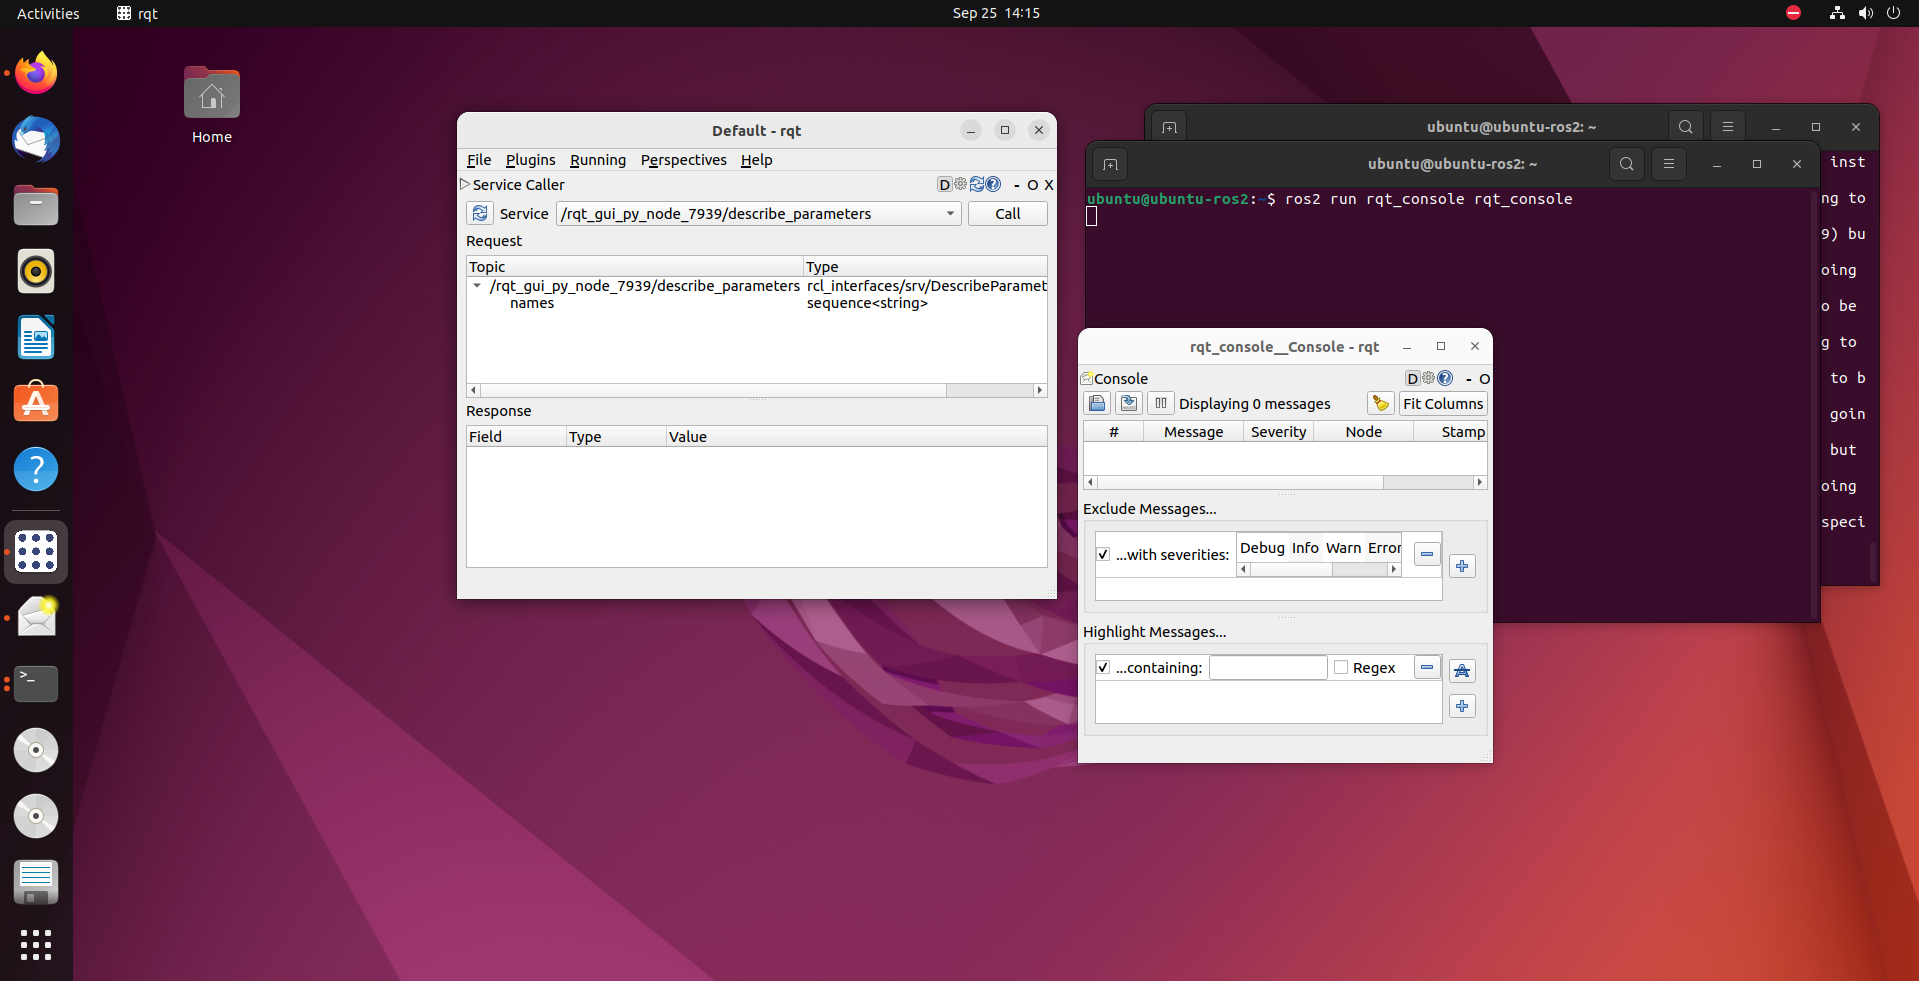 Activities
rqt
Sep 25 14:15
Home
Default - rqt
File Plugins Running Perspectives Help
Service Caller
D - O X
Service /rqt_gui_py_node_7939/describe_parameters Call
Request
Topic Type
/rqt_gui_py_node_7939/describe_parameters rcl_interfaces/srv/DescribeParamet
names sequence<string>
Response
Field Type Value
ubuntu@ubuntu-ros2: ~
inst
ng to
9) bu
oing
o be
g to
to b
goin
but
oing
speci
ubuntu@ubuntu-ros2: ~
ubuntu@ubuntu-ros2:~$ ros2 run rqt_console rqt_console
rqt_console__Console - rqt
Console
D - O
Displaying 0 messages Fit Columns
# Message Severity Node Stamp
Exclude Messages...
...with severities: Debug Info Warn Error
Highlight Messages...
...containing: Regex